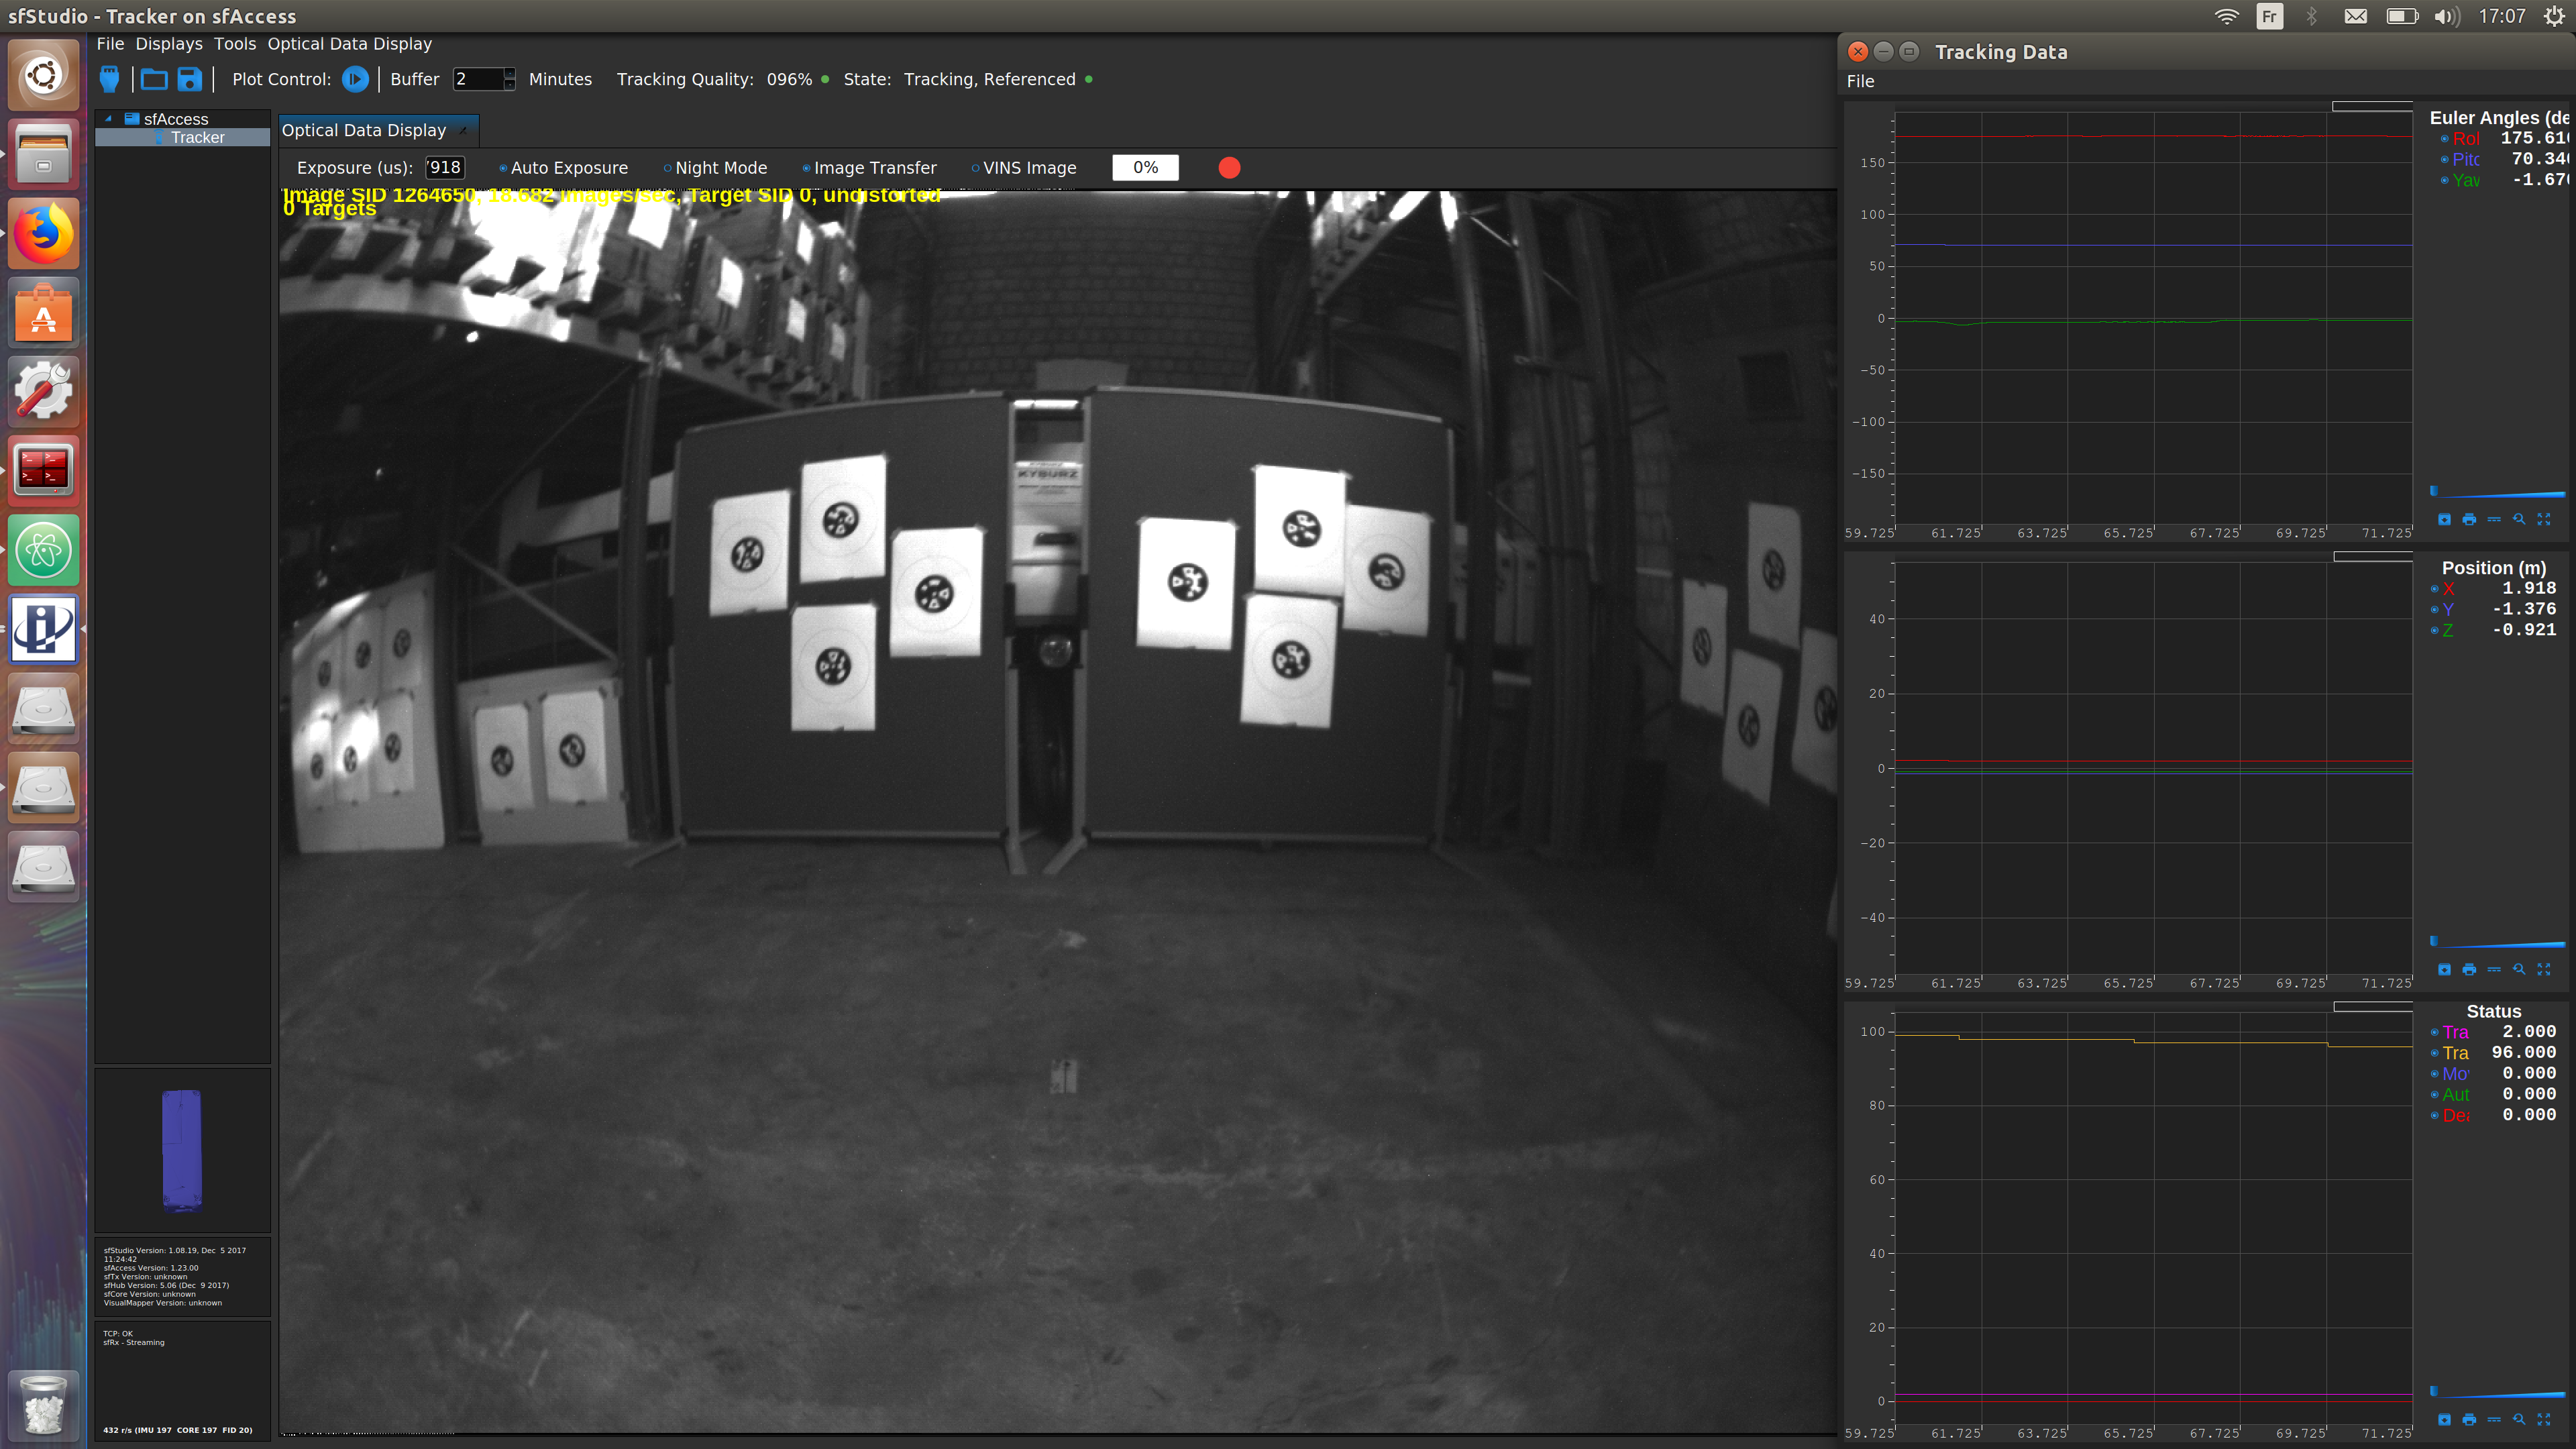 sfStudio - Tracker on sfAccess
Fr
17:07
File Displays Tools Optical Data Display
Plot Control: Buffer 2 Minutes Tracking Quality: 096% State: Tracking, Referenced
sfAccess
Tracker
Optical Data Display
Exposure (us): 918 Auto Exposure Night Mode Image Transfer VINS Image 0%
Image SID 1264650, 18.682 images/sec, Target SID 0, undistorted
0 Targets
KYBURZ
sfStudio Version: 1.08.19, Dec 5 2017
11:24:42
sfAccess Version: 1.23.00
sfTx Version: unknown
sfHub Version: 5.06 (Dec 9 2017)
sfCore Version: unknown
VisualMapper Version: unknown
TCP: OK
sfRx - Streaming
432 r/s (IMU 197 CORE 197 FID 20)
Tracking Data
File
150
100
50
0
−50
−100
−150
59.725 61.725 63.725 65.725 67.725 69.725 71.725
Euler Angles (de
Rol 175.610
Pitc 70.340
Yaw -1.670
40
20
0
−20
−40
59.725 61.725 63.725 65.725 67.725 69.725 71.725
Position (m)
X 1.918
Y -1.376
Z -0.921
100
80
60
40
20
0
59.725 61.725 63.725 65.725 67.725 69.725 71.725
Status
Tra 2.000
Tra 96.000
Mo 0.000
Aut 0.000
Dea 0.000